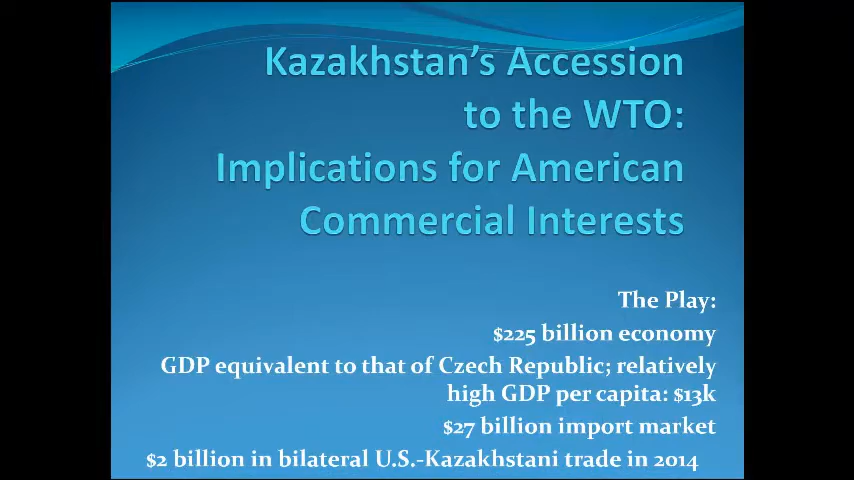 Kazakhstan's Accession
to the WTO:
Implications for American
Commercial Interests
The Play:
$225 billion economy
GDP equivalent to that of Czech Republic; relatively
high GDP per capita: $13k
$27 billion import market
$2 billion in bilateral U.S.-Kazakhstani trade in 2014